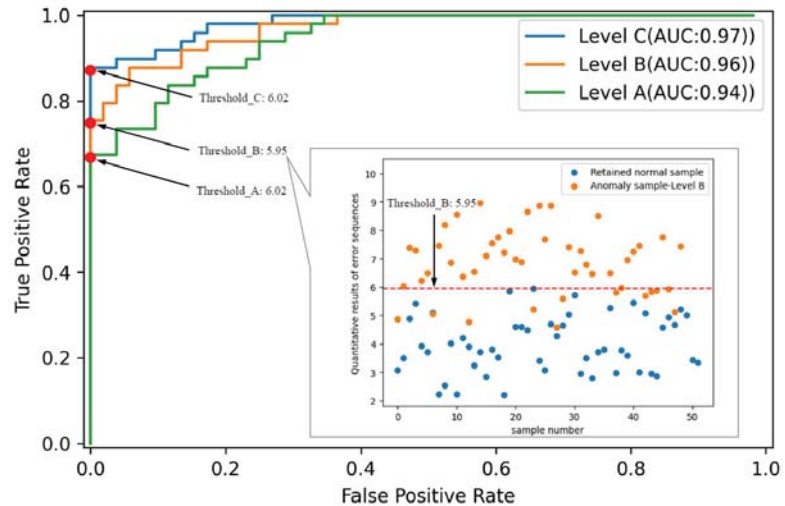 1.0
0.8
0.6
0.4
0.2
0.0
True Positive Rate
0.0
0.2
0.4
0.6
0.8
1.0
False Positive Rate
Level C(AUC:0.97))
Level B(AUC:0.96))
Level A(AUC:0.94))
Threshold_C: 6.02
Threshold_B: 5.95
Threshold_A: 6.02
10
9
8
7
6
5
4
3
2
Quantitative results of error sequences
Retained normal sample
Anomaly sample-Level B
Threshold_B: 5.95
0
10
20
30
40
50
sample number